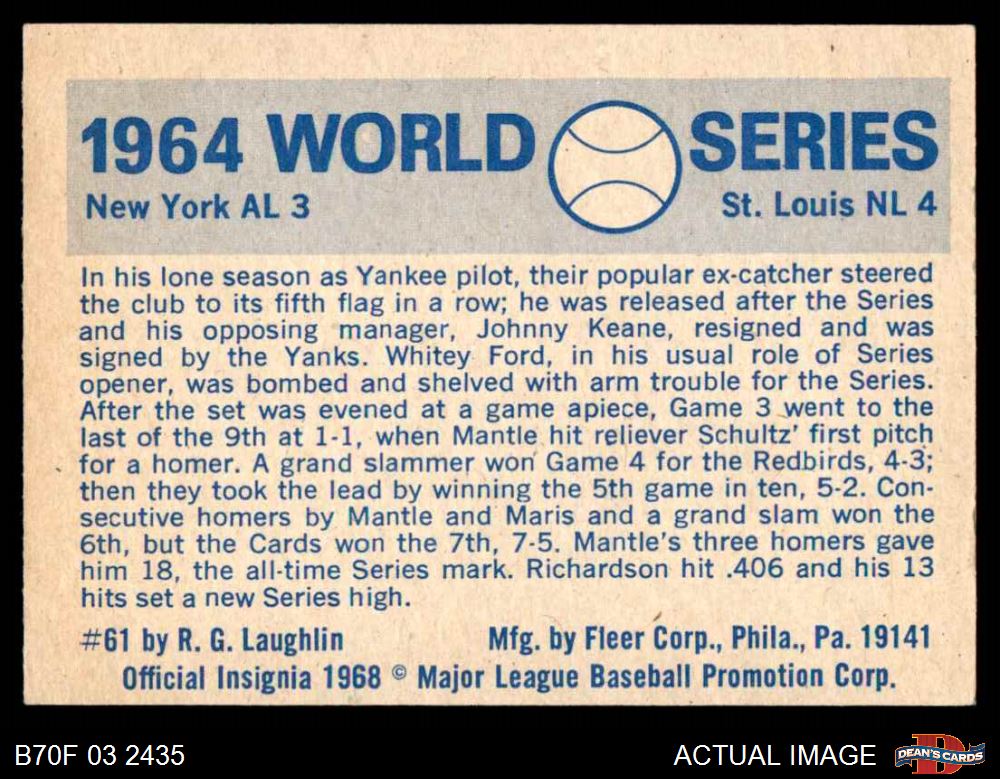 1964 WORLD SERIES
New York AL 3
St. Louis NL 4
In his lone season as Yankee pilot, their popular ex-catcher steered
the club to its fifth flag in a row; he was released after the Series
and his opposing manager, Johnny Keane, resigned and was
signed by the Yanks. Whitey Ford, in his usual role of Series
opener, was bombed and shelved with arm trouble for the Series.
After the set was evened at a game apiece, Game 3 went to the
last of the 9th at 1-1, when Mantle hit reliever Schultz' first pitch
for a homer. A grand slammer won Game 4 for the Redbirds, 4-3;
then they took the lead by winning the 5th game in ten, 5-2. Con-
secutive homers by Mantle and Maris and a grand slam won the
6th, but the Cards won the 7th, 7-5. Mantle's three homers gave
him 18, the all-time Series mark. Richardson hit .406 and his 13
hits set a new Series high.
#61 by R. G. Laughlin
Mfg. by Fleer Corp., Phila., Pa. 19141
Official Insignia 1968 © Major League Baseball Promotion Corp.
B70F 03 2435
ACTUAL IMAGE
D
DEAN'S CARDS